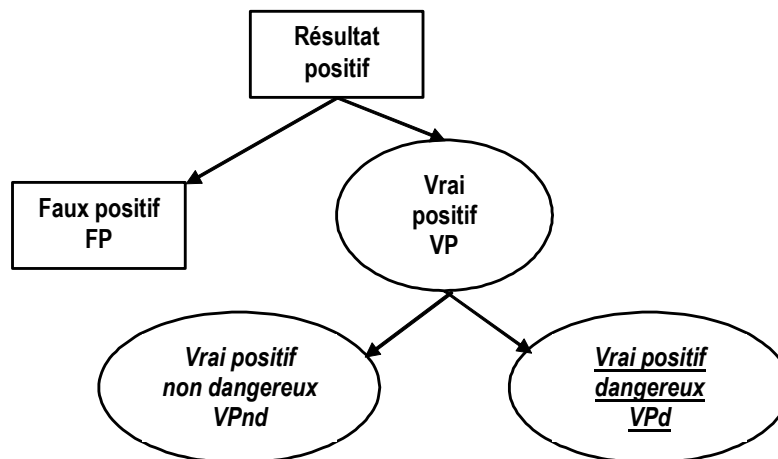 Résultat
positif
Faux positif
FP
Vrai
positif
VP
Vrai positif
non dangereux
VPnd
Vrai positif
dangereux
VPd